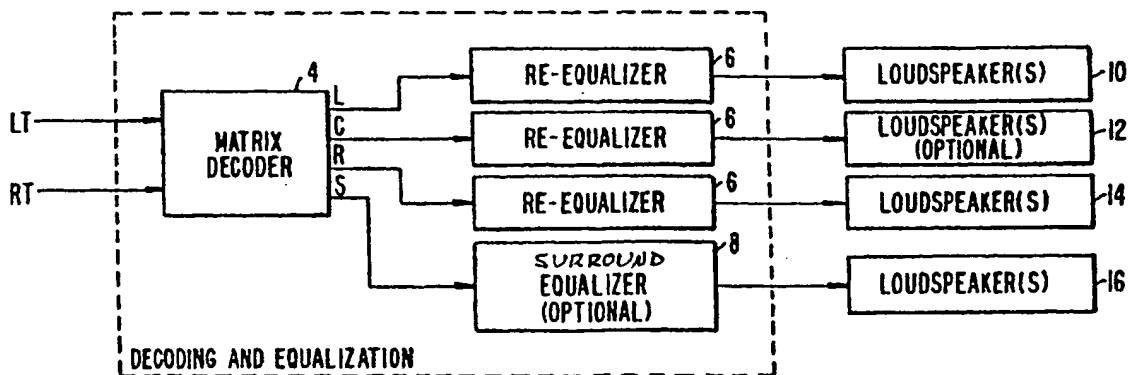 4
LT
RT
MATRIX
DECODER
L
C
R
S
6
RE-EQUALIZER
LOUDSPEAKER(S)
10
6
RE-EQUALIZER
LOUDSPEAKER(S)
(OPTIONAL)
12
6
RE-EQUALIZER
LOUDSPEAKER(S)
14
8
SURROUND
EQUALIZER
(OPTIONAL)
LOUDSPEAKER(S)
16
DECODING AND EQUALIZATION